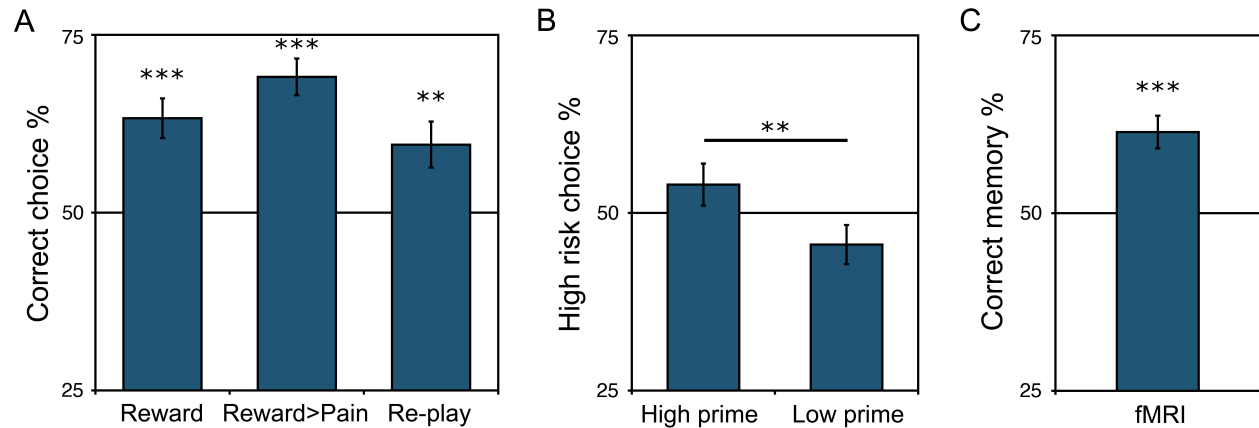 A
Correct choice %
75
50
25
***
***
**
Reward
Reward>Pain
Re-play
B
High risk choice %
75
50
25
**
High prime
Low prime
C
Correct memory %
75
50
25
***
fMRI